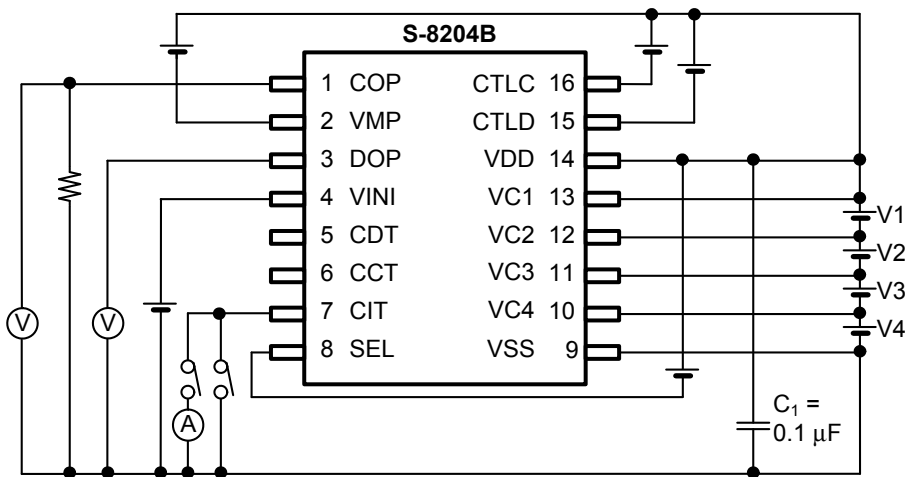 S-8204B
1 COP
2 VMP
3 DOP
4 VINI
5 CDT
6 CCT
7 CIT
8 SEL
CTLC 16
CTLD 15
VDD 14
VC1 13
VC2 12
VC3 11
VC4 10
VSS 9
V1
V2
V3
V4
V
V
A
C₁ =
0.1 μF